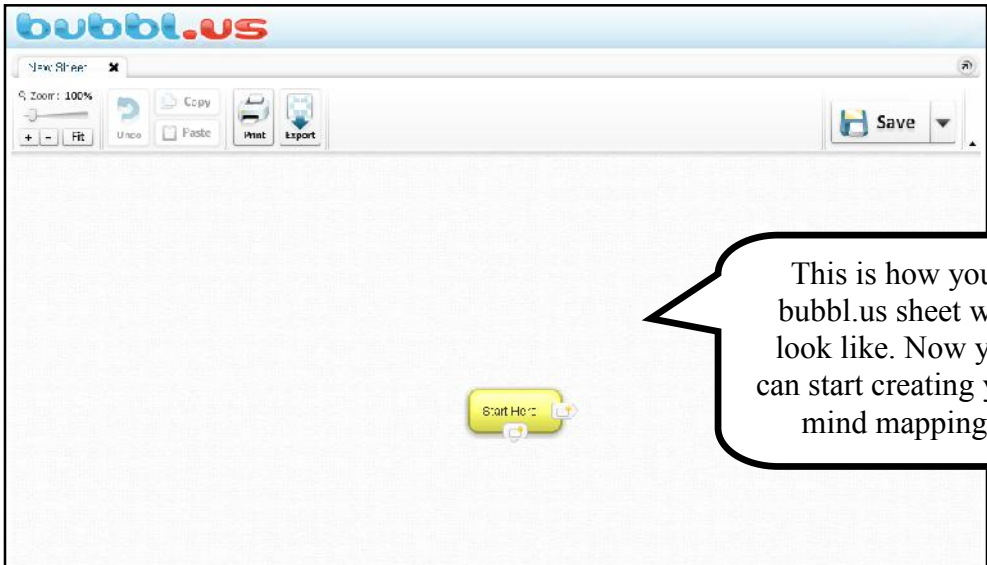 bubbl.us
New Sheet
Zoom: 100%
+ - Fit
Undo
Copy
Paste
Print
Export
Save
Start Here
This is how you
bubbl.us sheet w
look like. Now y
can start creating y
mind mapping